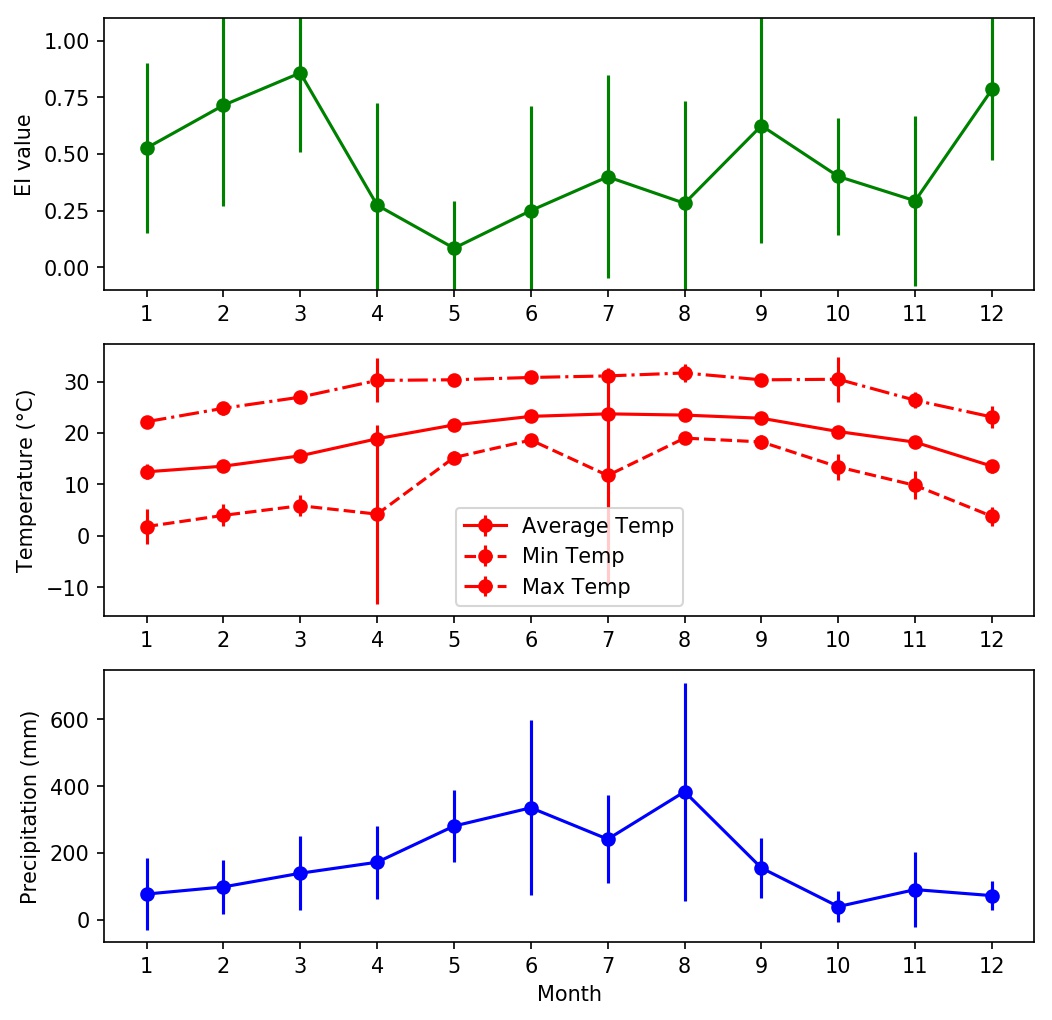 EI value
1.00
0.75
0.50
0.25
0.00
1 2 3 4 5 6 7 8 9 10 11 12
Temperature (°C)
30
20
10
0
−10
Average Temp
Min Temp
Max Temp
1 2 3 4 5 6 7 8 9 10 11 12
Precipitation (mm)
600
400
200
0
1 2 3 4 5 6 7 8 9 10 11 12
Month